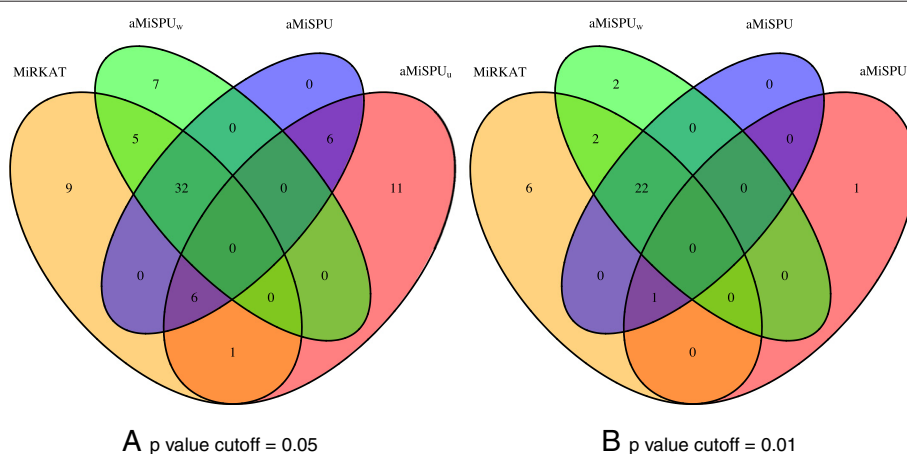 aMiSPUw aMiSPU
MiRKAT aMiSPUu
7 0
0
5 6
9 32 0 11
0
0 0
6 0
1
A p value cutoff = 0.05
aMiSPUw aMiSPU
MiRKAT aMiSPU
2 0
0
2 0
6 22 0 1
0
0 0
1 0
0
B p value cutoff = 0.01